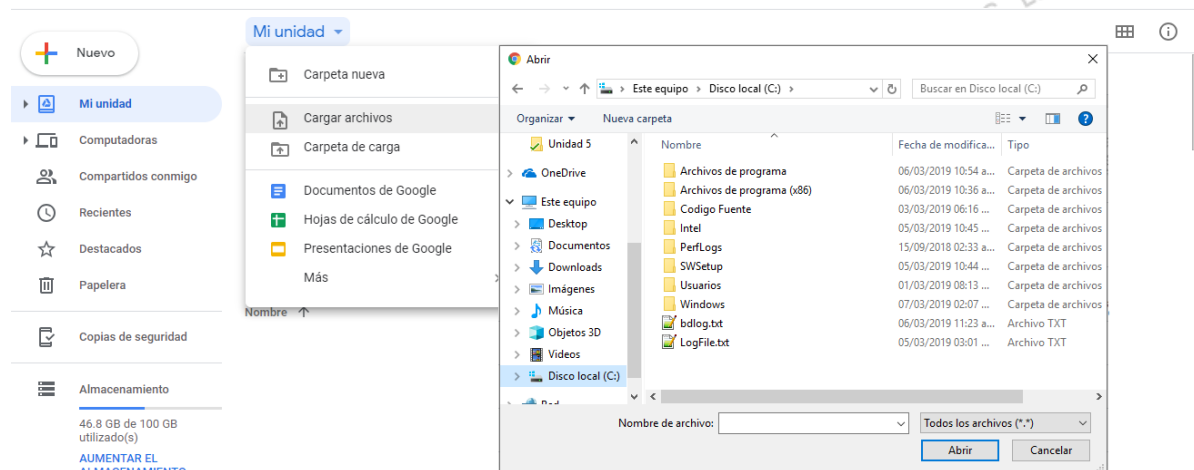 Nuevo
Mi unidad
Computadoras
Compartidos conmigo
Recientes
Destacados
Papelera
Copias de seguridad
Almacenamiento
46.8 GB de 100 GB
utilizado(s)
AUMENTAR EL
ALMACENAMIENTO
Mi unidad
Carpeta nueva
Cargar archivos
Carpeta de carga
Documentos de Google
Hojas de cálculo de Google
Presentaciones de Google
Más
Nombre
Abrir
Este equipo > Disco local (C:) >
Buscar en Disco local (C:)
Organizar Nueva carpeta
Unidad 5
OneDrive
Este equipo
Desktop
Documentos
Downloads
Imágenes
Música
Objetos 3D
Videos
Disco local (C:)
Nombre Fecha de modifica... Tipo
Archivos de programa 06/03/2019 10:54 a... Carpeta de archivos
Archivos de programa (x86) 06/03/2019 10:36 a... Carpeta de archivos
Codigo Fuente 03/03/2019 06:16 ... Carpeta de archivos
Intel 05/03/2019 10:45 ... Carpeta de archivos
PerfLogs 15/09/2018 02:33 a... Carpeta de archivos
SWSetup 05/03/2019 10:44 ... Carpeta de archivos
Usuarios 01/03/2019 08:13 ... Carpeta de archivos
Windows 07/03/2019 02:07 ... Carpeta de archivos
bdlog.txt 06/03/2019 11:23 a... Archivo TXT
LogFile.txt 05/03/2019 03:01 ... Archivo TXT
Nombre de archivo: Todos los archivos (*.*)
Abrir Cancelar